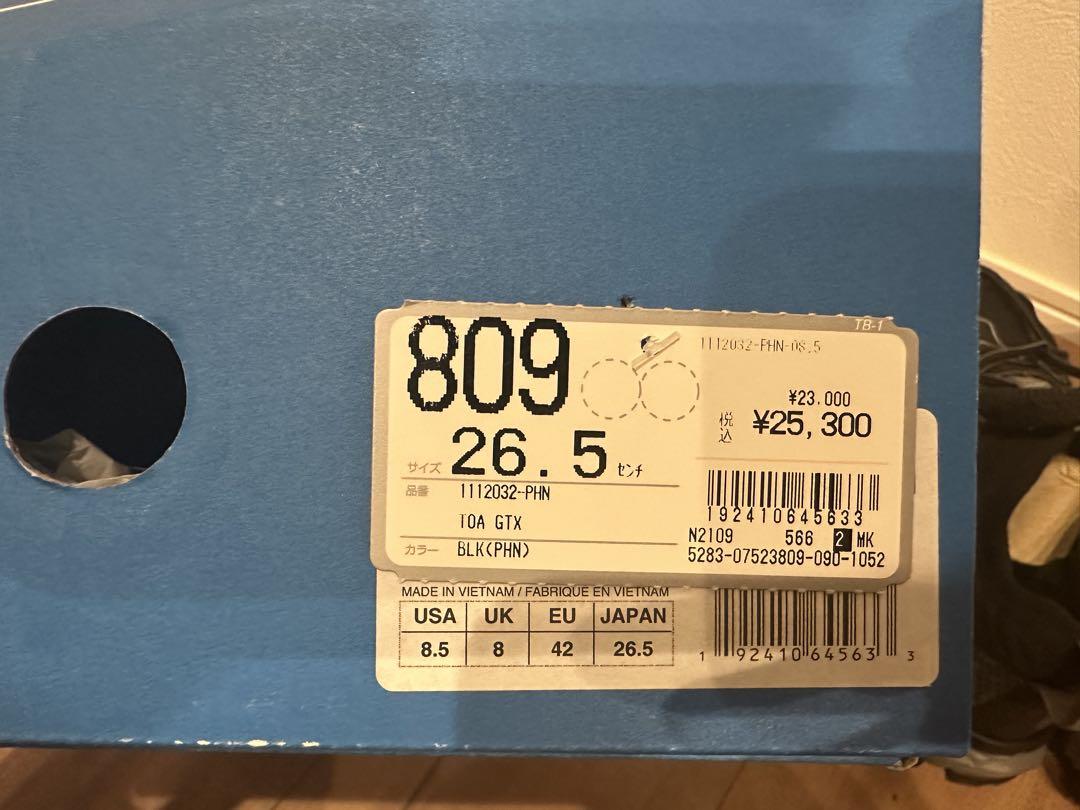 TB-1
809
1112032-PHN-08.5
¥23.000
税込 ¥25,300
サイズ 26.5 センチ
品番 1112032-PHN
TOA GTX
カラー BLK(PHN)
192410645633
N2109 566 2 MK
5283-07523809-090-1052
MADE IN VIETNAM / FABRIQUE EN VIETNAM
USA UK EU JAPAN
8.5 8 42 26.5
1 92410 64563 3